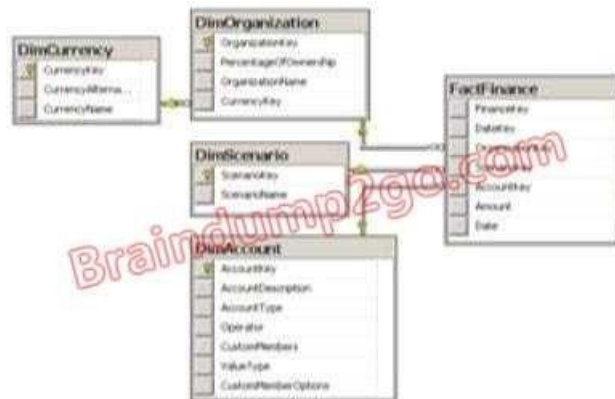 DimCurrency
CurrencyKey
CurrencyAlterna...
CurrencyName
DimOrganization
OrganizationKey
PercentageOfOwnership
OrganizationName
CurrencyKey
DimScenario
ScenarioKey
ScenarioName
DimAccount
AccountKey
AccountDescription
AccountType
Operator
CustomMembers
ValueType
CustomMemberOptions
FactFinance
FinanceKey
DateKey
AccountKey
Amount
Date
Braindump2go.com